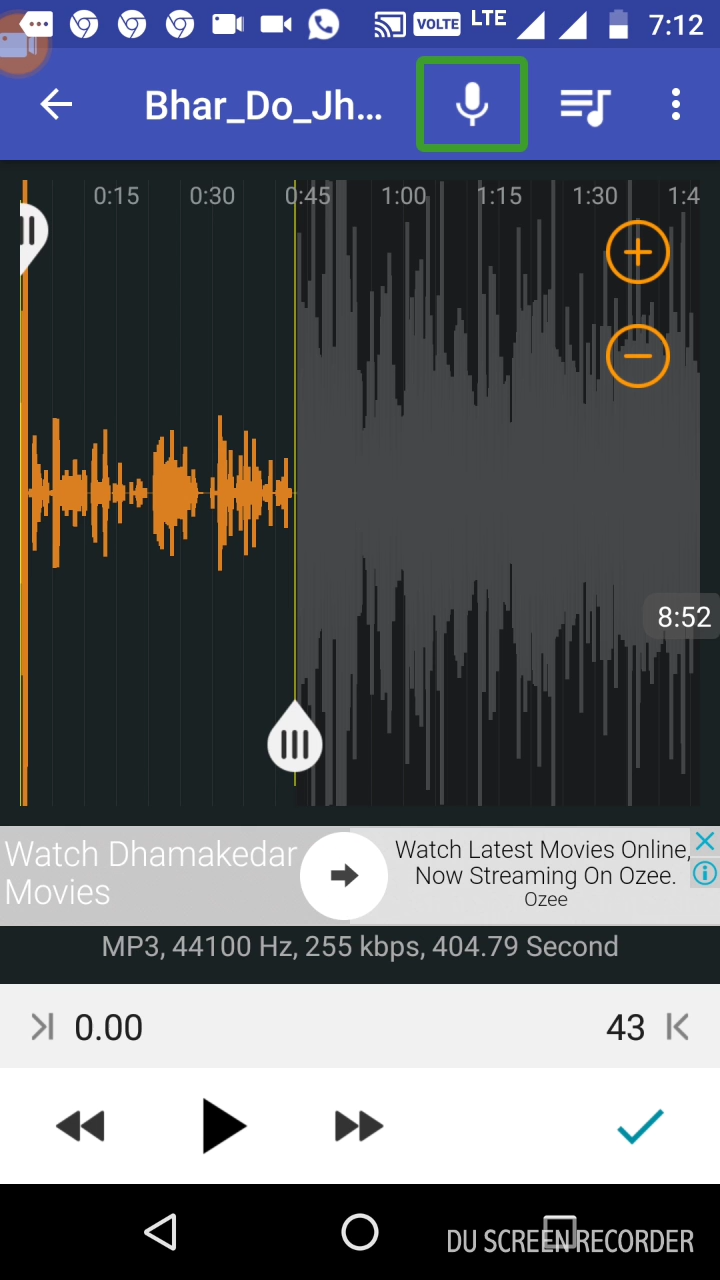 VOLTE LTE 7:12
Bhar_Do_Jh...
0:15 0:30 0:45 1:00 1:15 1:30 1:4
8:52
Watch Dhamakedar
Movies
Watch Latest Movies Online,
Now Streaming On Ozee.
Ozee
MP3, 44100 Hz, 255 kbps, 404.79 Second
0.00 43
DU SCREEN RECORDER